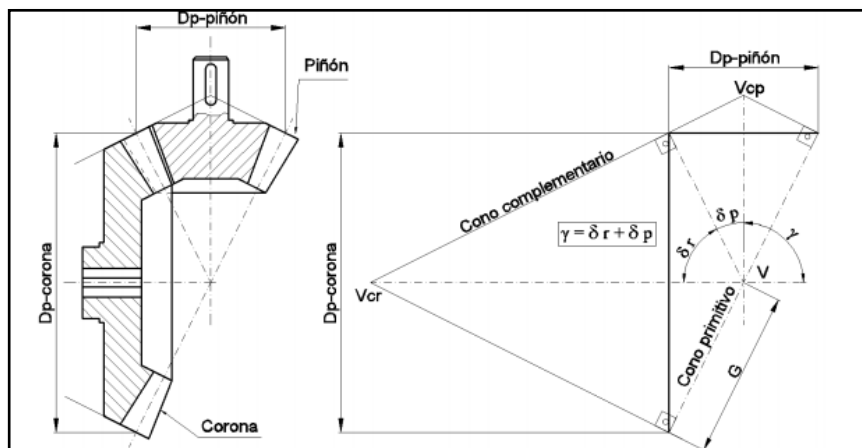 Dp-piñón
Piñón
Dp-corona
Corona
Dp-piñón
Vcp
Cono complementario
γ = δ r + δ p
δ p
δ r
γ
Dp-corona
Vcr
V
Cono primitivo
G